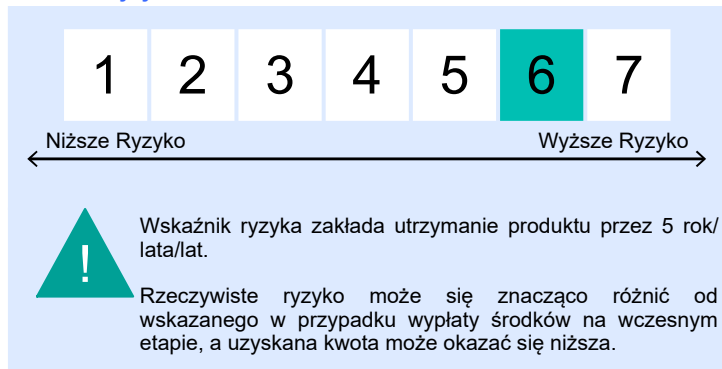 1 2 3 4 5 6 7
Niższe Ryzyko Wyższe Ryzyko
!
Wskaźnik ryzyka zakłada utrzymanie produktu przez 5 rok/
lata/lat.
Rzeczywiste ryzyko może się znacząco różnić od
wskazanego w przypadku wypłaty środków na wczesnym
etapie, a uzyskana kwota może okazać się niższa.